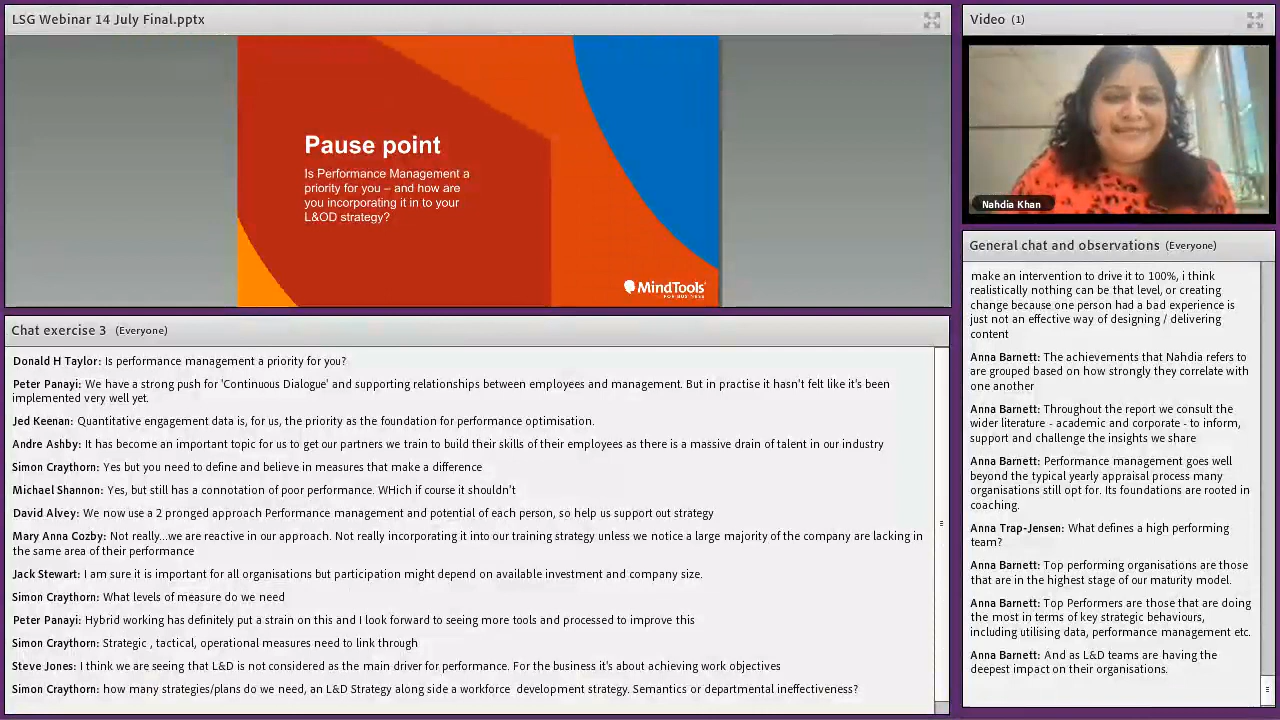 LSG Webinar 14 July Final.pptx
Pause point
Is Performance Management a
priority for you – and how are
you incorporating it in to your
L&OD strategy?
MindTools
FOR BUSINESS
Video (1)
Nahdia Khan
Chat exercise 3 (Everyone)
Donald H Taylor: Is performance management a priority for you?
Peter Panayi: We have a strong push for 'Continuous Dialogue' and supporting relationships between employees and management. But in practise it hasn't felt like it's been
implemented very well yet.
Jed Keenan: Quantitative engagement data is, for us, the priority as the foundation for performance optimisation.
Andre Ashby: It has become an important topic for us to get our partners we train to build their skills of their employees as there is a massive drain of talent in our industry
Simon Craythorn: Yes but you need to define and believe in measures that make a difference
Michael Shannon: Yes, but still has a connotation of poor performance. WHich if course it shouldn't
David Alvey: We now use a 2 pronged approach Performance management and potential of each person, so help us support out strategy
Mary Anna Cozby: Not really...we are reactive in our approach. Not really incorporating it into our training strategy unless we notice a large majority of the company are lacking in
the same area of their performance
Jack Stewart: I am sure it is important for all organisations but participation might depend on available investment and company size.
Simon Craythorn: What levels of measure do we need
Peter Panayi: Hybrid working has definitely put a strain on this and I look forward to seeing more tools and processed to improve this
Simon Craythorn: Strategic , tactical, operational measures need to link through
Steve Jones: I think we are seeing that L&D is not considered as the main driver for performance. For the business it's about achieving work objectives
Simon Craythorn: how many strategies/plans do we need, an L&D Strategy along side a workforce development strategy. Semantics or departmental ineffectiveness?
General chat and observations (Everyone)
make an intervention to drive it to 100%, i think
realistically nothing can be that level, or creating
change because one person had a bad experience is
just not an effective way of designing / delivering
content
Anna Barnett: The achievements that Nahdia refers to
are grouped based on how strongly they correlate with
one another
Anna Barnett: Throughout the report we consult the
wider literature - academic and corporate - to inform,
support and challenge the insights we share
Anna Barnett: Performance management goes well
beyond the typical yearly appraisal process many
organisations still opt for. Its foundations are rooted in
coaching.
Anna Trap-Jensen: What defines a high performing
team?
Anna Barnett: Top performing organisations are those
that are in the highest stage of our maturity model.
Anna Barnett: Top Performers are those that are doing
the most in terms of key strategic behaviours,
including utilising data, performance management etc.
Anna Barnett: And as L&D teams are having the
deepest impact on their organisations.